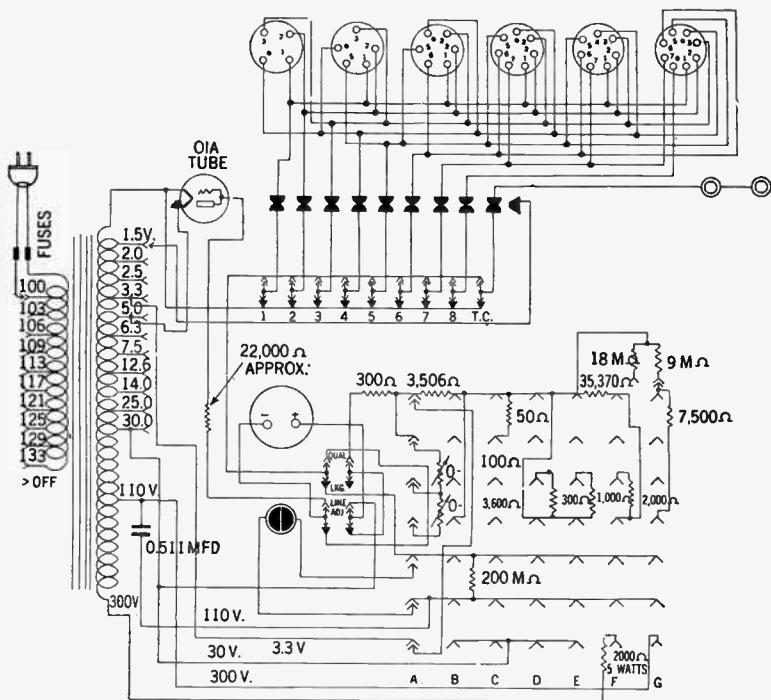 OIA
TUBE
FUSES
100
103
106
109
113
117
121
125
129
133
> OFF
1.5V.
2.0
2.5
3.3
5.0
6.3
7.5
12.6
14.0
25.0
30.0
110 V.
0.511 MFD
300V
1 2 3 4 5 6 7 8 T.C.
22,000 Ω
APPROX.
- +
300Ω
3,506Ω
18 MΩ
9 MΩ
35,370Ω
7,500Ω
50Ω
100Ω
3,600Ω
300Ω
1,000Ω
2,000Ω
0-
0-
DUAL
LKG.
LINE
ADJ
200 MΩ
110 V.
30 V.
3.3 V
300 V.
2000Ω
5 WATTS
A. B C D E F G